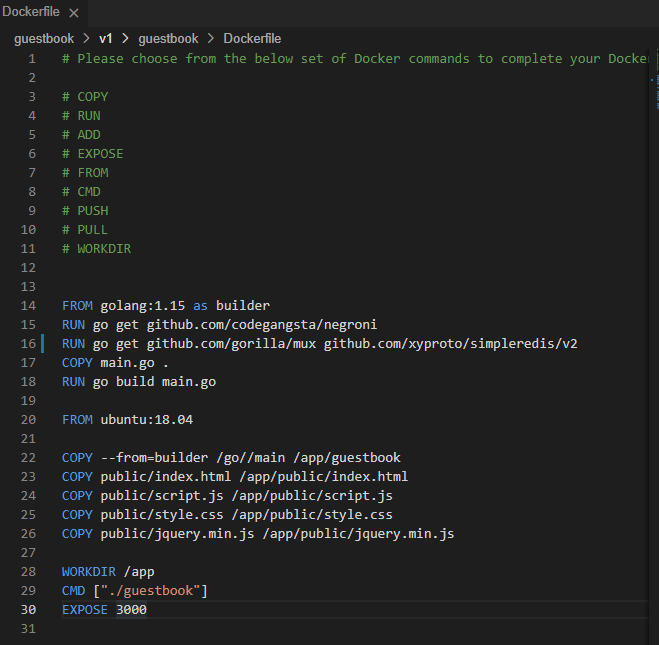 Dockerfile ×
guestbook > v1 > guestbook > Dockerfile
1 # Please choose from the below set of Docker commands to complete your
2
3 # COPY
4 # RUN
5 # ADD
6 # EXPOSE
7 # FROM
8 # CMD
9 # PUSH
10 # PULL
11 # WORKDIR
12
13
14 FROM golang:1.15 as builder
15 RUN go get github.com/codegangsta/negroni
16 RUN go get github.com/gorilla/mux github.com/xyproto/simpleredis/v2
17 COPY main.go .
18 RUN go build main.go
19
20 FROM ubuntu:18.04
21
22 COPY --from=builder /go//main /app/guestbook
23 COPY public/index.html /app/public/index.html
24 COPY public/script.js /app/public/script.js
25 COPY public/style.css /app/public/style.css
26 COPY public/jquery.min.js /app/public/jquery.min.js
27
28 WORKDIR /app
29 CMD ["./guestbook"]
30 EXPOSE 3000
31